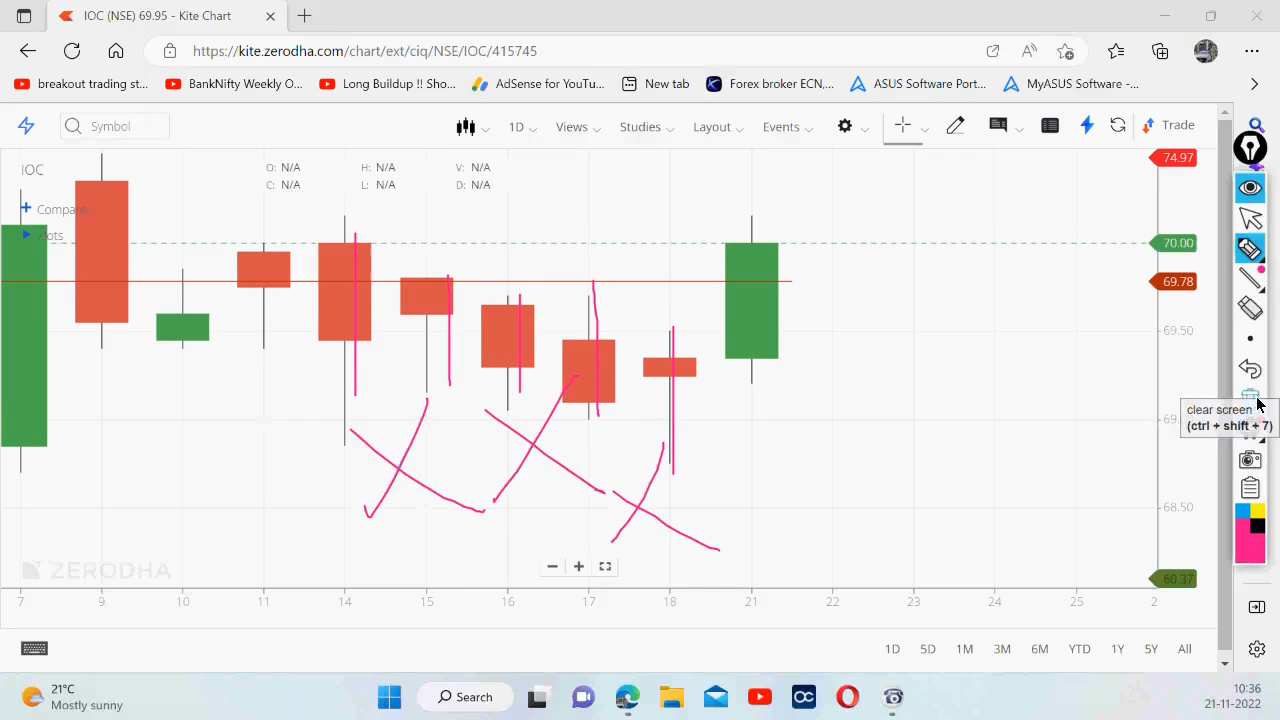 IOC (NSE) 69.95 - Kite Chart
https://kite.zerodha.com/chart/ext/ciq/NSE/IOC/415745
breakout trading st... BankNifty Weekly O... Long Buildup !! Sho... AdSense for YouTu... New tab Forex broker ECN,... ASUS Software Port... MyASUS Software -...
Symbol 1D Views Studies Layout Events Trade
IOC
O: N/A H: N/A V: N/A
C: N/A L: N/A D: N/A
Compare
74.97
70.00
69.78
69.50
clear screen
(ctrl + shift + 7)
68.50
ZERODHA
60.37
7 9 10 11 14 15 16 17 18 21 22 23 24 25 2
1D 5D 1M 3M 6M YTD 1Y 5Y All
21°C
Mostly sunny
Search
10:36
21-11-2022